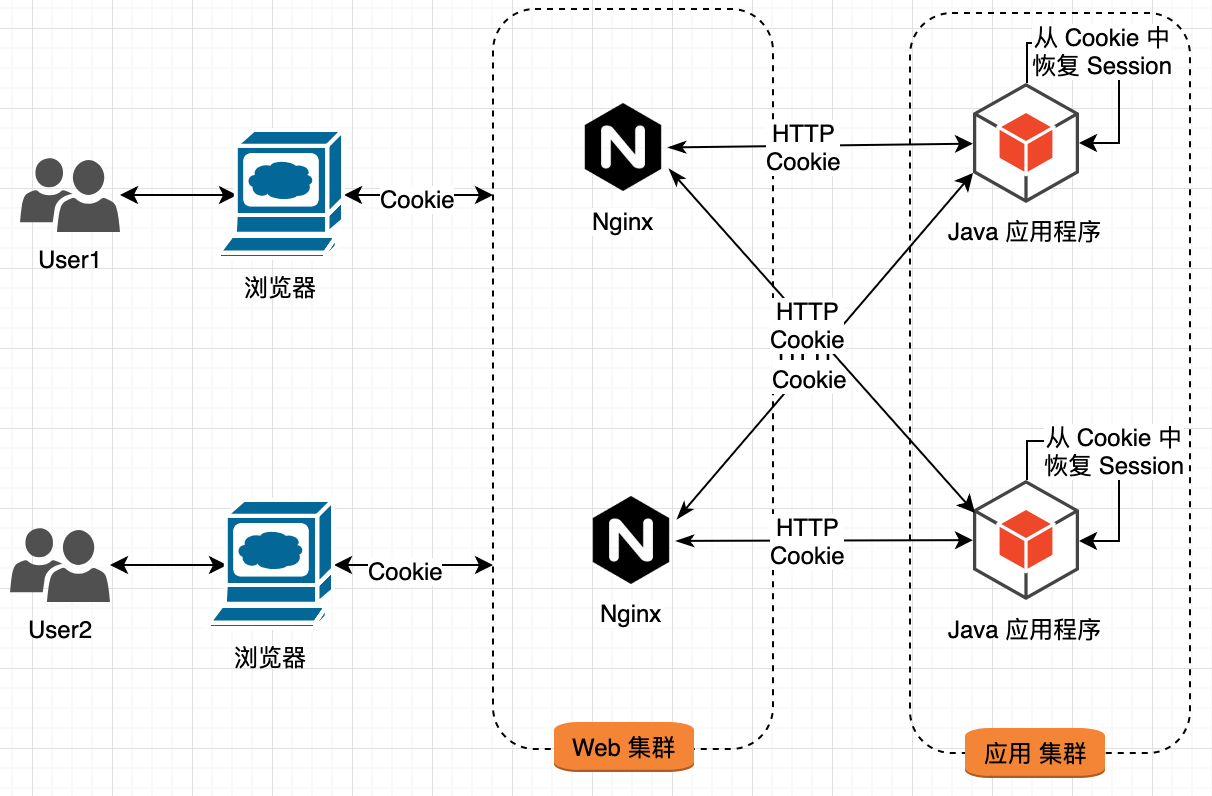 从 Cookie 中
恢复 Session
HTTP
Cookie
Cookie
N
Nginx
Java 应用程序
User1
浏览器
HTTP
Cookie
Cookie
从 Cookie 中
恢复 Session
HTTP
Cookie
Cookie
N
Nginx
Java 应用程序
User2
浏览器
Web 集群
应用 集群